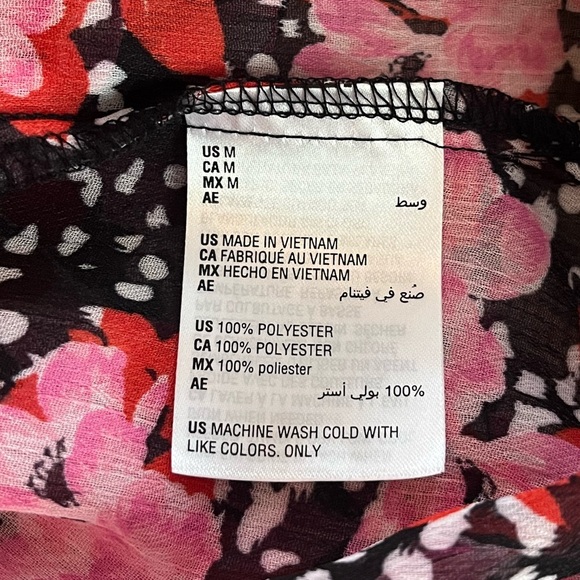 US M
CA M
MX M
AE وسط
US MADE IN VIETNAM
CA FABRIQUÉ AU VIETNAM
MX HECHO EN VIETNAM
AE صُنع في فيتنام
US 100% POLYESTER
CA 100% POLYESTER
MX 100% poliester
AE 100% بولي أستر
US MACHINE WASH COLD WITH
LIKE COLORS. ONLY